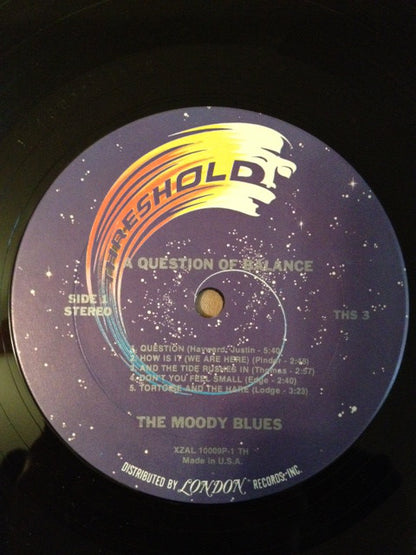 THRESHOLD
A QUESTION OF BALANCE
SIDE 1
STEREO
THS 3
1. QUESTION (Hayward, Justin - 5:40)
2. HOW IS IT (WE ARE HERE) (Pinder - 2:48)
3. AND THE TIDE RUSHES IN (Thomas - 2:57)
4. DON'T YOU FEEL SMALL (Edge - 2:40)
5. TORTOISE AND THE HARE (Lodge - 3:23)
THE MOODY BLUES
XZAL 10009P-1 TH
Made in U.S.A.
DISTRIBUTED BY LONDON RECORDS, INC.